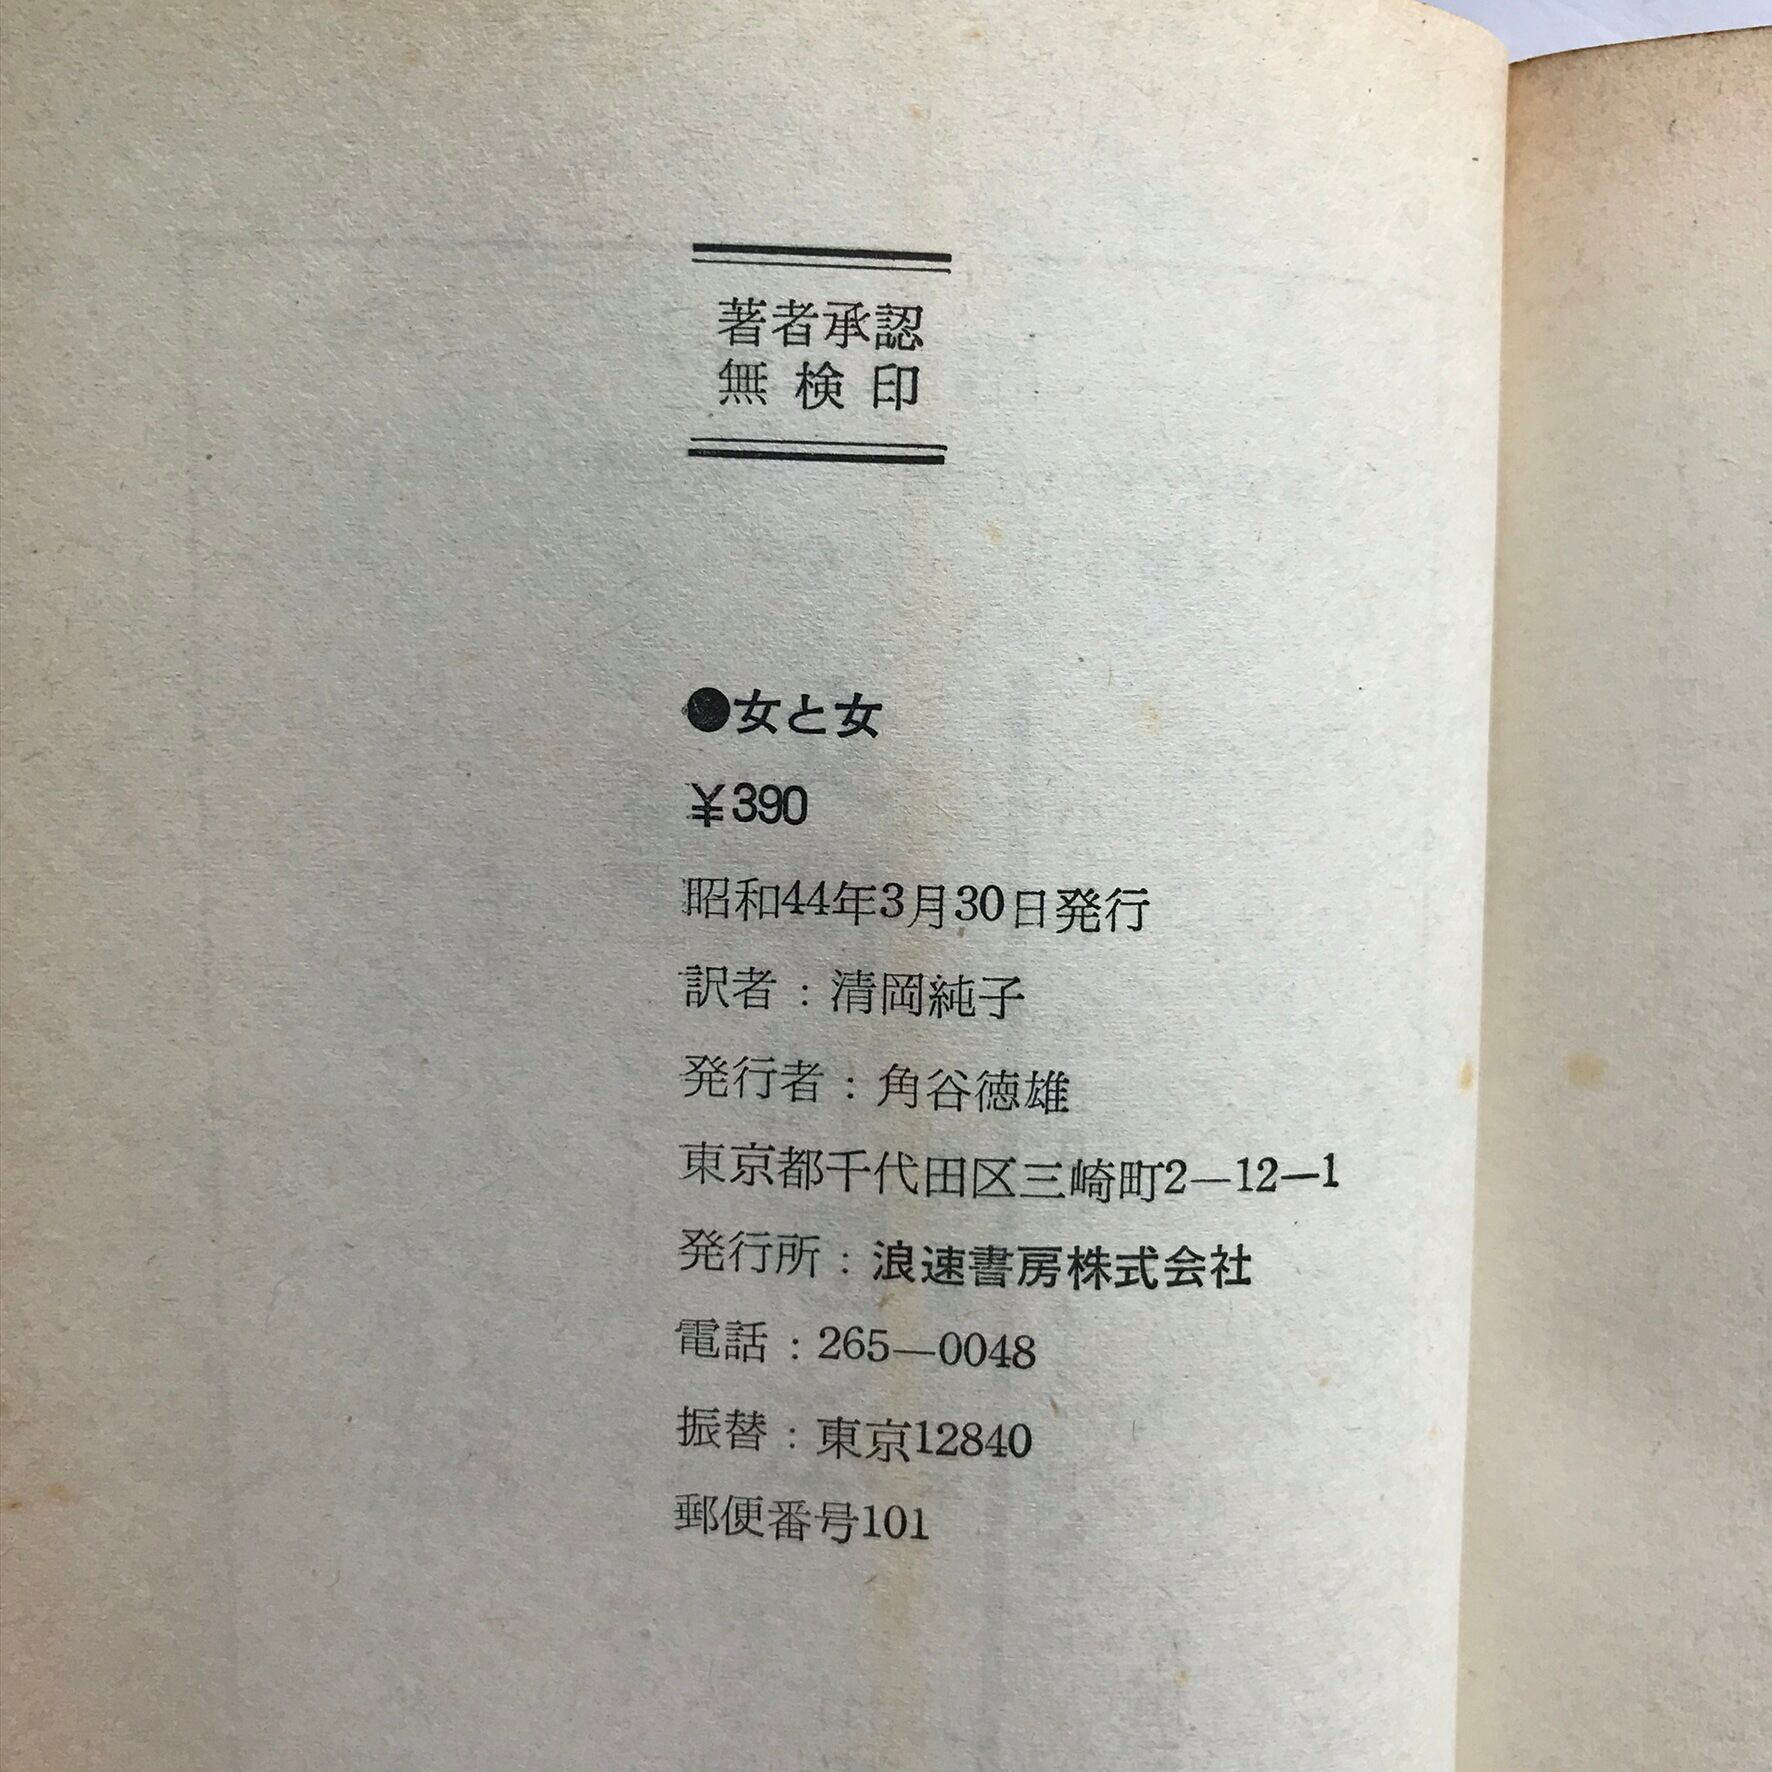 著者承認
無検印
●女と女
¥390
昭和44年3月30日発行
訳者：清岡純子
発行者：角谷徳雄
東京都千代田区三崎町2—12—1
発行所：浪速書房株式会社
電話：265—0048
振替：東京12840
郵便番号101